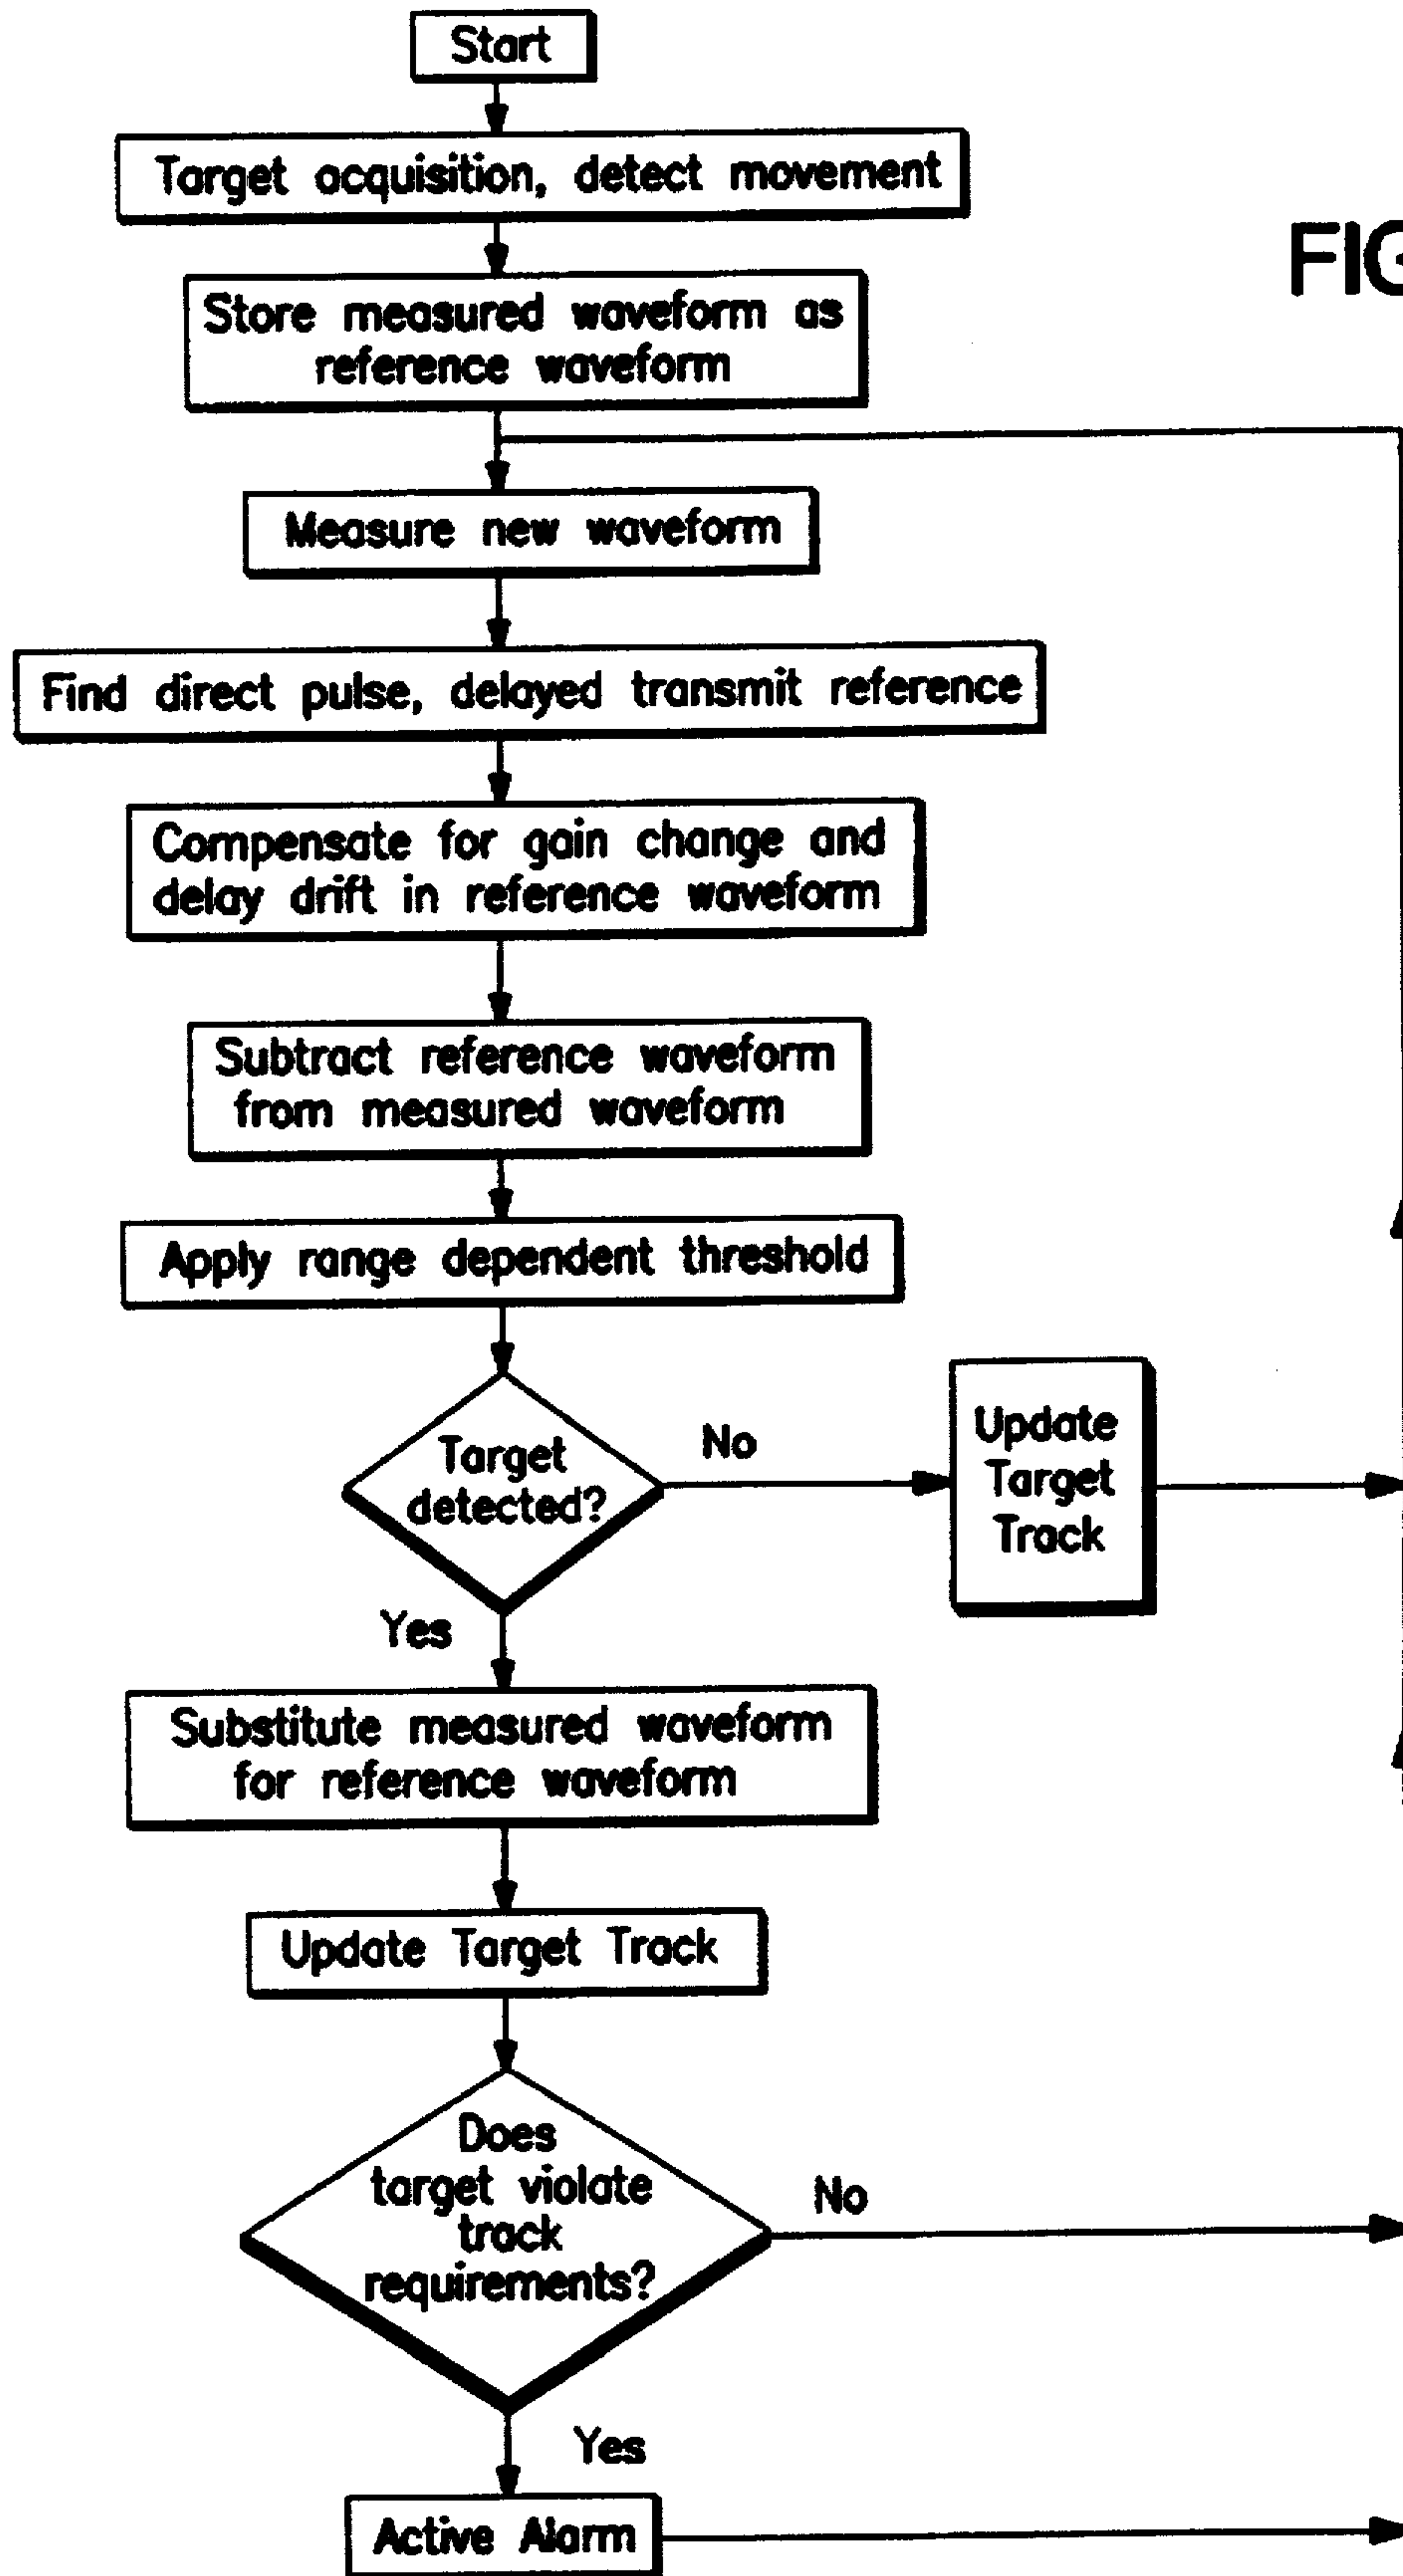 Start
Target acquisition, detect movement
FIG
Store measured waveform as
reference waveform
Measure new waveform
Find direct pulse, delayed transmit reference
Compensate for gain change and
delay drift in reference waveform
Subtract reference waveform
from measured waveform
Apply range dependent threshold
Target
detected?
No
Update
Target
Track
Yes
Substitute measured waveform
for reference waveform
Update Target Track
Does
target violate
track
requirements?
No
Yes
Active Alarm